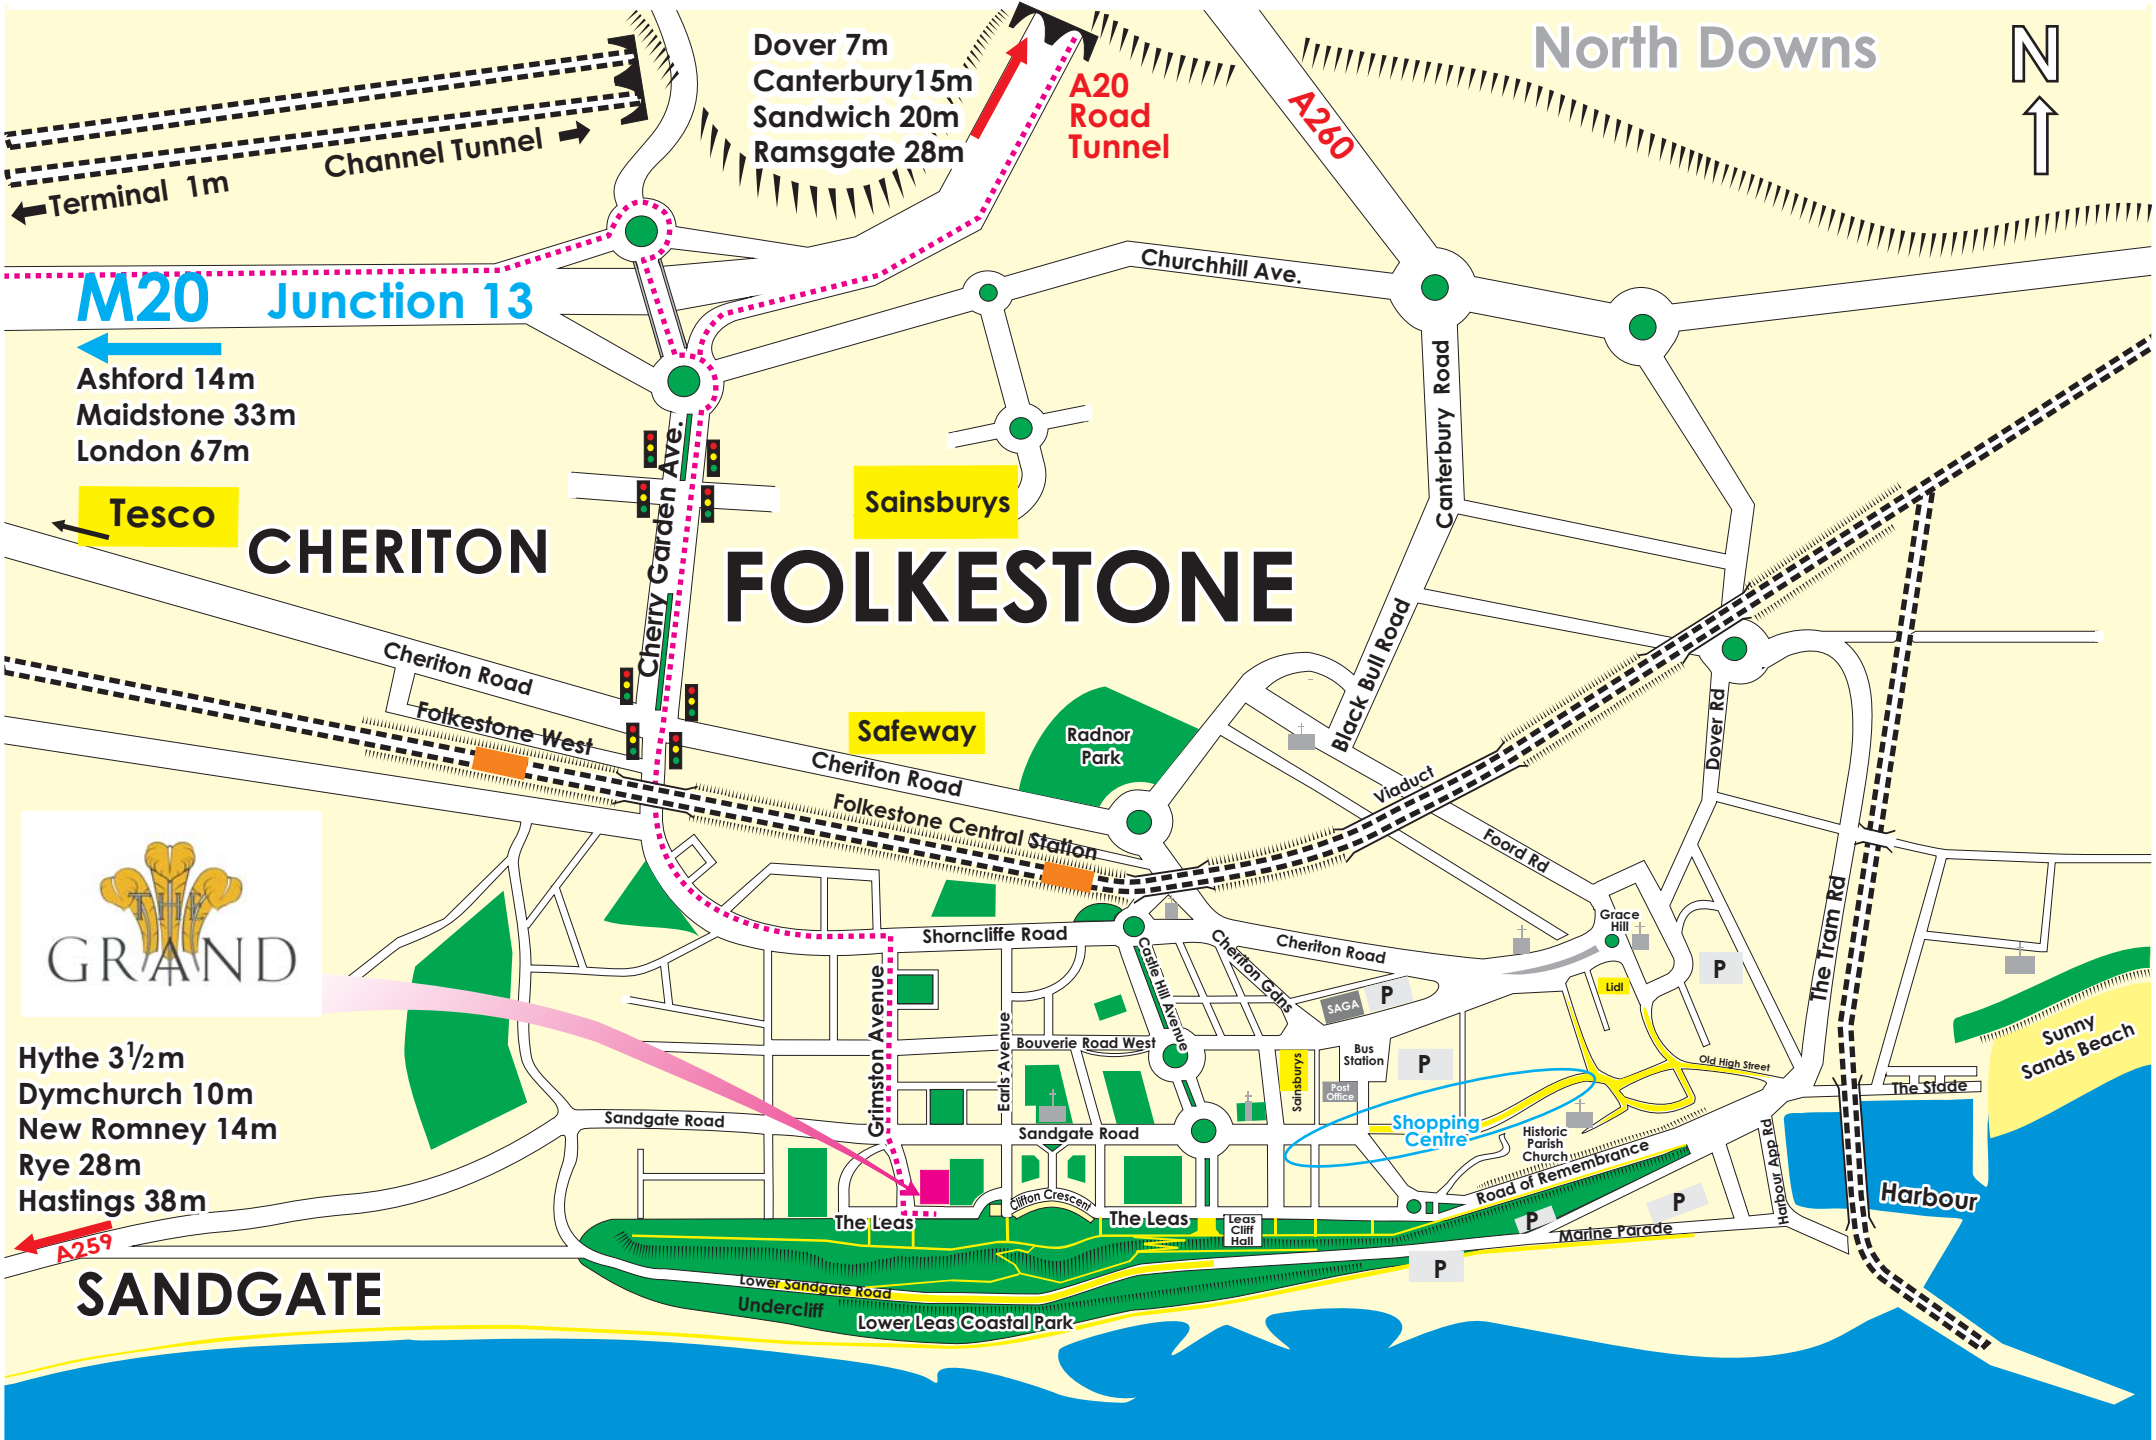 North Downs
N
Dover 7m
Canterbury15m
Sandwich 20m
Ramsgate 28m
A20
Road
Tunnel
A260
Channel Tunnel
Terminal 1m
M20 Junction 13
Ashford 14m
Maidstone 33m
London 67m
Churchhill Ave.
Tesco
CHERITON
Cherry Garden Ave.
Sainsburys
FOLKESTONE
Canterbury Road
Black Bull Road
Cheriton Road
Folkestone West
Safeway
Cheriton Road
Radnor
Park
Folkestone Central Station
Viaduct
Dover Rd
Foord Rd
THE
GRAND
Shorncliffe Road
Cheriton Road
Grace
Hill
The Tram Rd
Castle Hill Avenue
Cheriton Gdns
SAGA
P
Lidl
P
Grimston Avenue
Earls Avenue
Bouverie Road West
Bus
Station
P
Sainsburys
Post
Office
Old High Street
Sunny
Sands Beach
The Stade
Hythe 3½m
Dymchurch 10m
New Romney 14m
Rye 28m
Hastings 38m
Sandgate Road
Sandgate Road
Shopping
Centre
Historic
Parish
Church
Road of Remembrance
Harbour App Rd
Harbour
Clifton Crescent
The Leas
The Leas
Leas
Cliff
Hall
P
P
Marine Parade
P
A259
SANDGATE
Lower Sandgate Road
Undercliff
Lower Leas Coastal Park